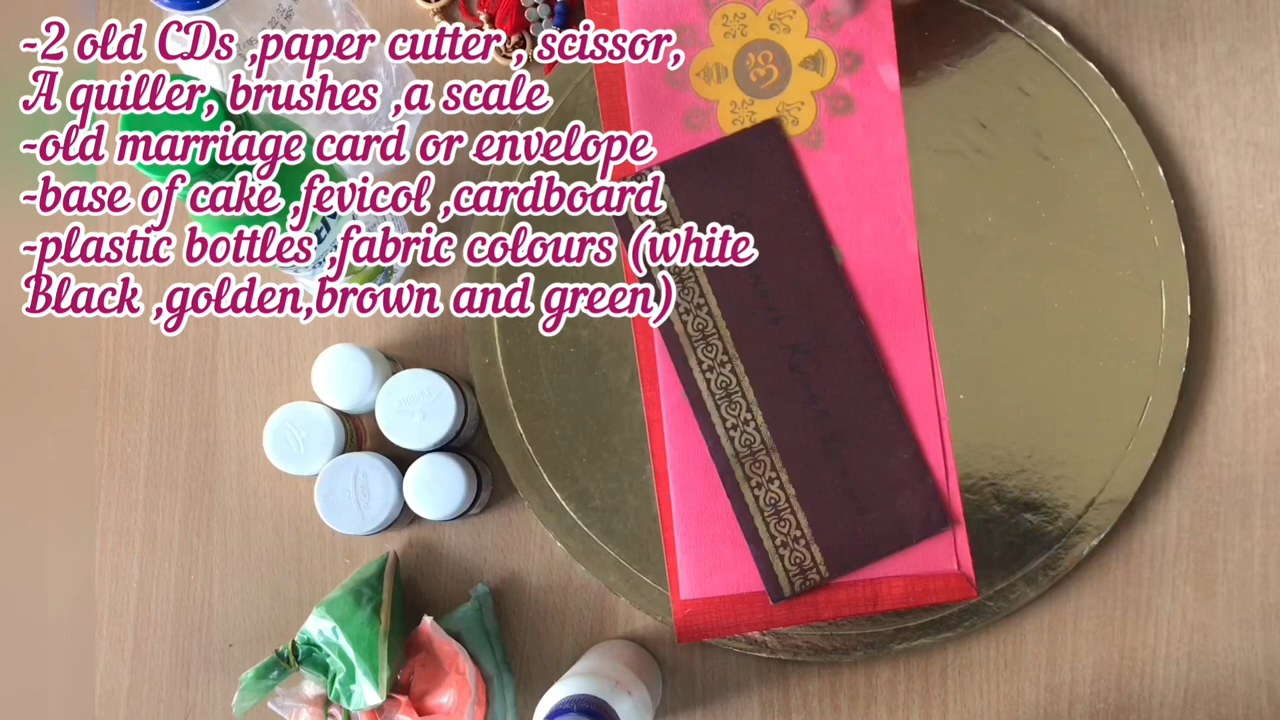 ~2 old CDs ,paper cutter , scissor,
A quiller, brushes ,a scale
~old marriage card or envelope
~base of cake ,fevicol ,cardboard
~plastic bottles ,fabric colours (white
Black ,golden,brown and green)
ॐ